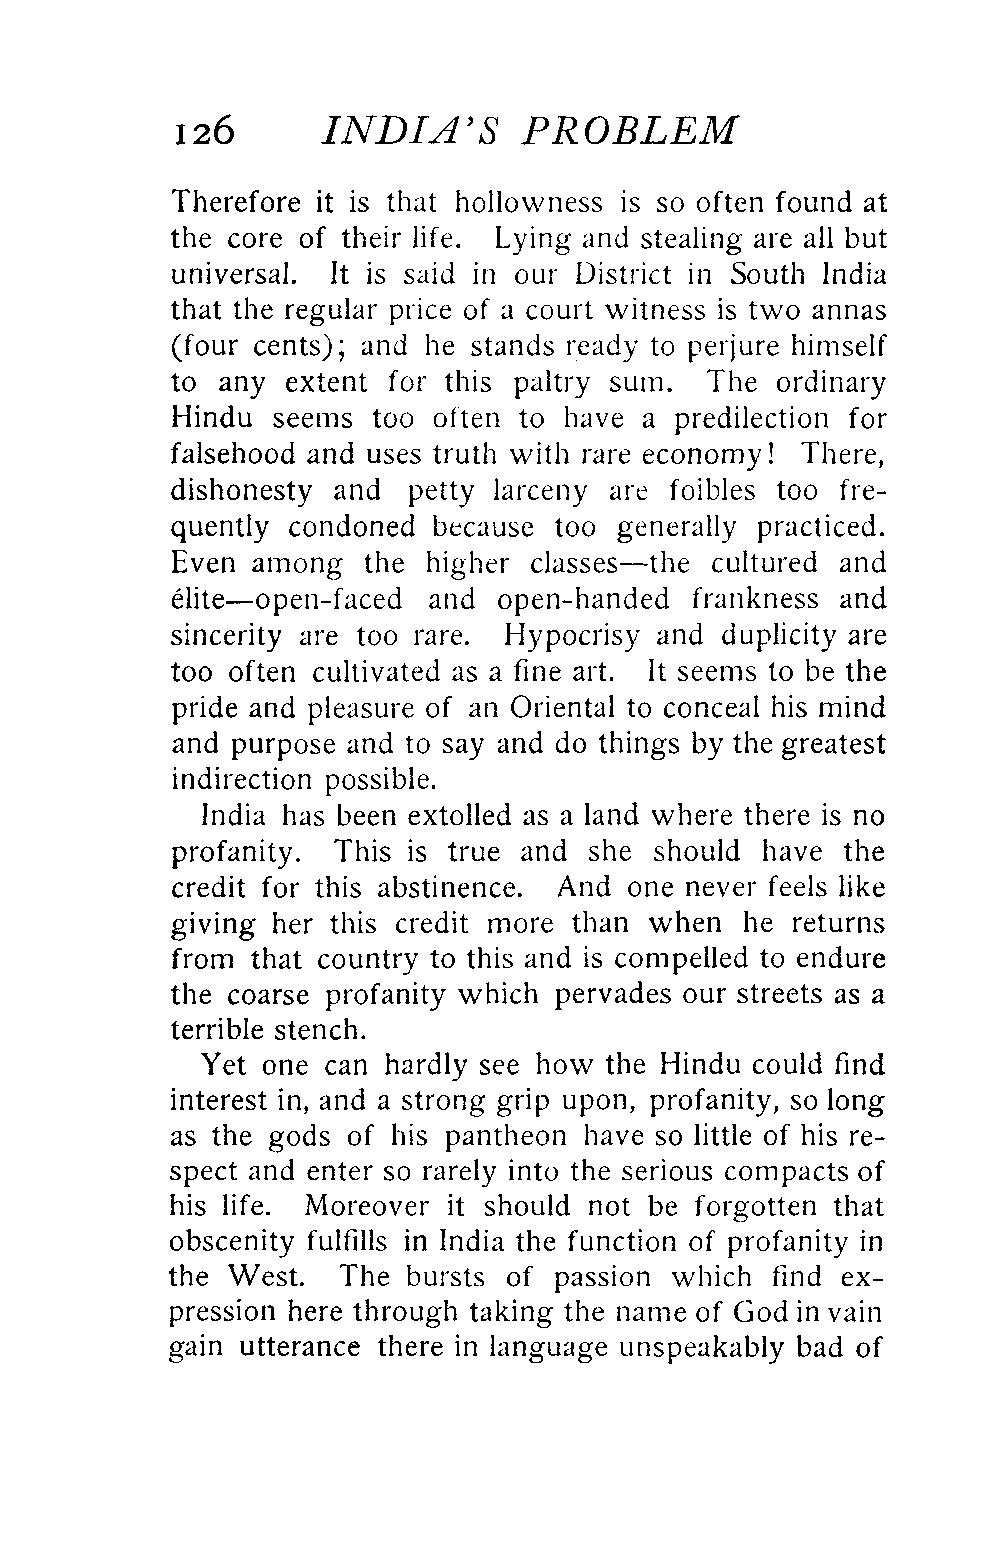 126 INDIA'S PROBLEM
Therefore it is that hollowness is so often found at
the core of their life. Lying and stealing are all but
universal. It is said in our District in South India
that the regular price of a court witness is two annas
(four cents); and he stands ready to perjure himself
to any extent for this paltry sum. The ordinary
Hindu seems too often to have a predilection for
falsehood and uses truth with rare economy! There,
dishonesty and petty larceny are foibles too fre-
quently condoned because too generally practiced.
Even among the higher classes—the cultured and
élite—open-faced and open-handed frankness and
sincerity are too rare. Hypocrisy and duplicity are
too often cultivated as a fine art. It seems to be the
pride and pleasure of an Oriental to conceal his mind
and purpose and to say and do things by the greatest
indirection possible.
India has been extolled as a land where there is no
profanity. This is true and she should have the
credit for this abstinence. And one never feels like
giving her this credit more than when he returns
from that country to this and is compelled to endure
the coarse profanity which pervades our streets as a
terrible stench.
Yet one can hardly see how the Hindu could find
interest in, and a strong grip upon, profanity, so long
as the gods of his pantheon have so little of his re-
spect and enter so rarely into the serious compacts of
his life. Moreover it should not be forgotten that
obscenity fulfills in India the function of profanity in
the West. The bursts of passion which find ex-
pression here through taking the name of God in vain
gain utterance there in language unspeakably bad of